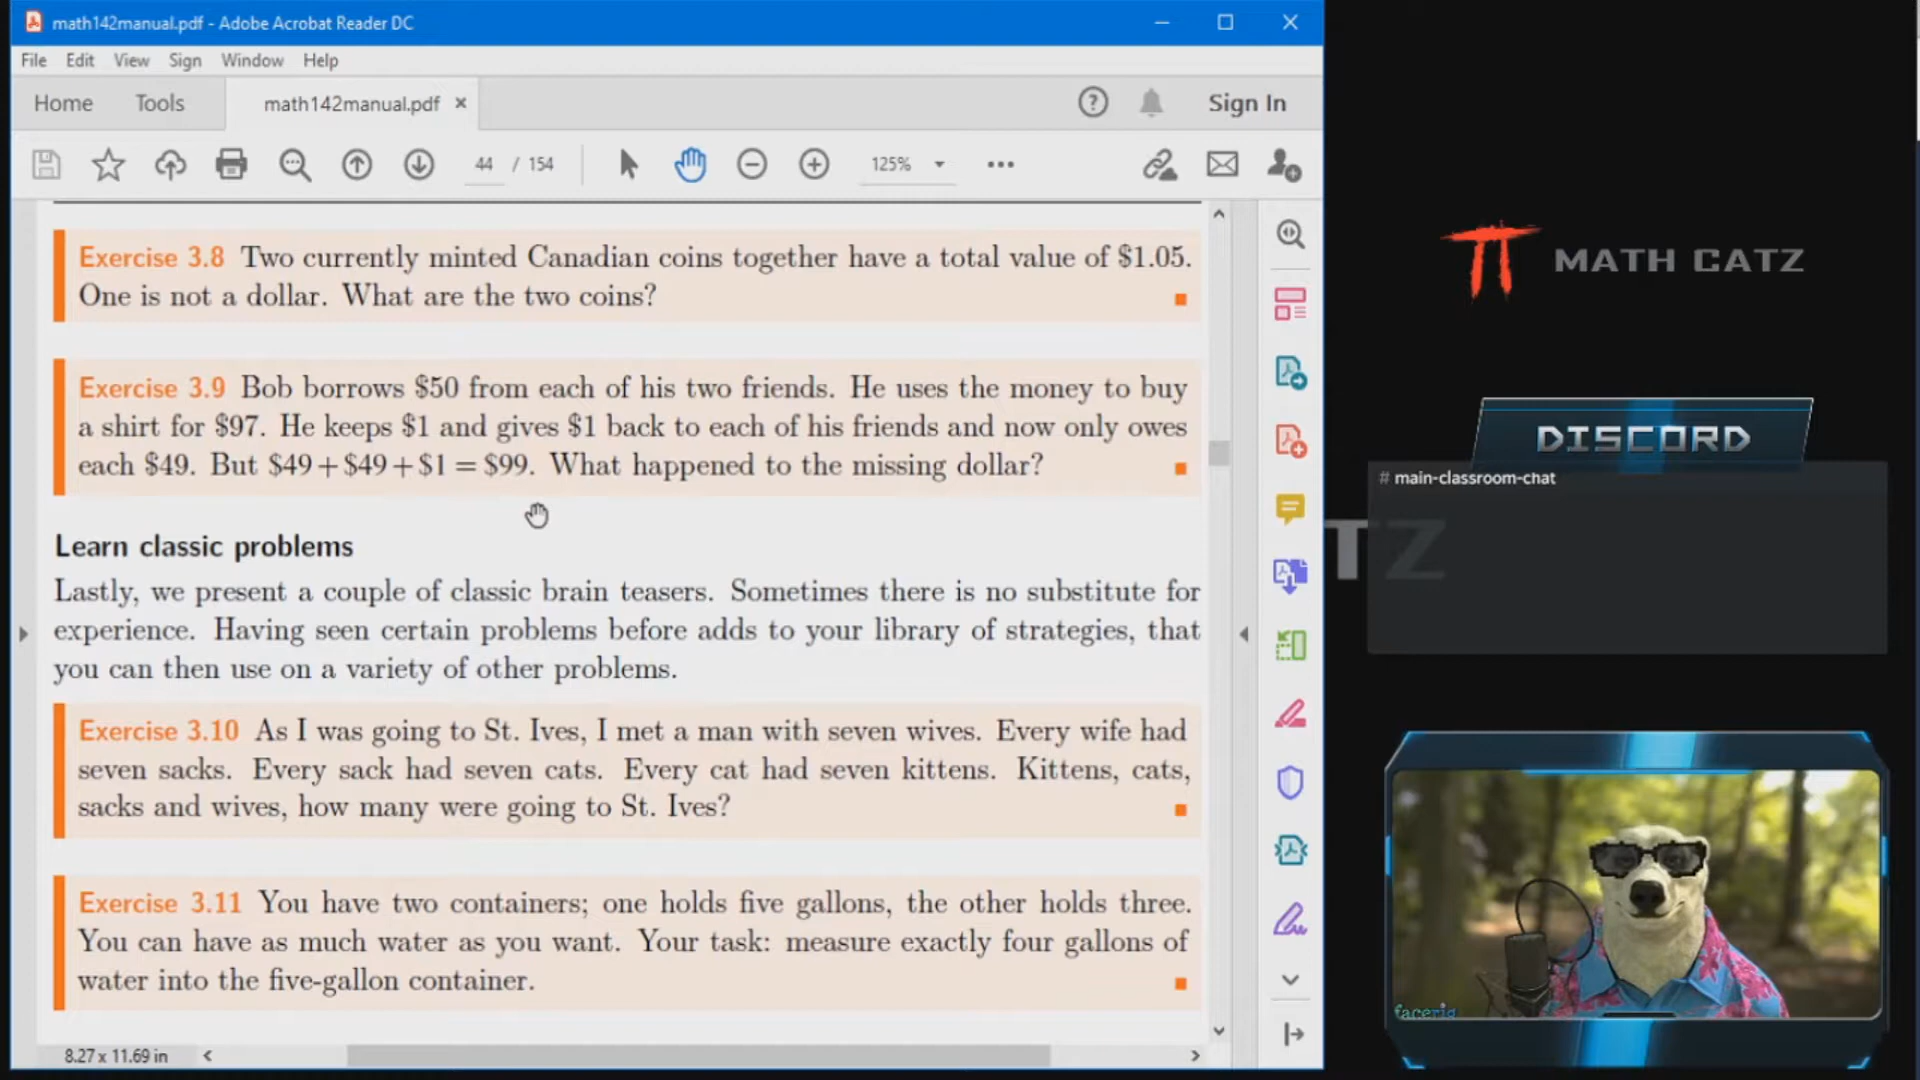 math142manual.pdf - Adobe Acrobat Reader DC
File Edit View Sign Window Help
Home Tools math142manual.pdf × Sign In
44 / 154 125%
Exercise 3.8 Two currently minted Canadian coins together have a total value of $1.05.
One is not a dollar. What are the two coins?
Exercise 3.9 Bob borrows $50 from each of his two friends. He uses the money to buy
a shirt for $97. He keeps $1 and gives $1 back to each of his friends and now only owes
each $49. But $49 + $49 + $1 = $99. What happened to the missing dollar?
Learn classic problems
Lastly, we present a couple of classic brain teasers. Sometimes there is no substitute for
experience. Having seen certain problems before adds to your library of strategies, that
you can then use on a variety of other problems.
Exercise 3.10 As I was going to St. Ives, I met a man with seven wives. Every wife had
seven sacks. Every sack had seven cats. Every cat had seven kittens. Kittens, cats,
sacks and wives, how many were going to St. Ives?
Exercise 3.11 You have two containers; one holds five gallons, the other holds three.
You can have as much water as you want. Your task: measure exactly four gallons of
water into the five-gallon container.
8.27 x 11.69 in
MATH CATZ
DISCORD
# main-classroom-chat
TZ
facerig